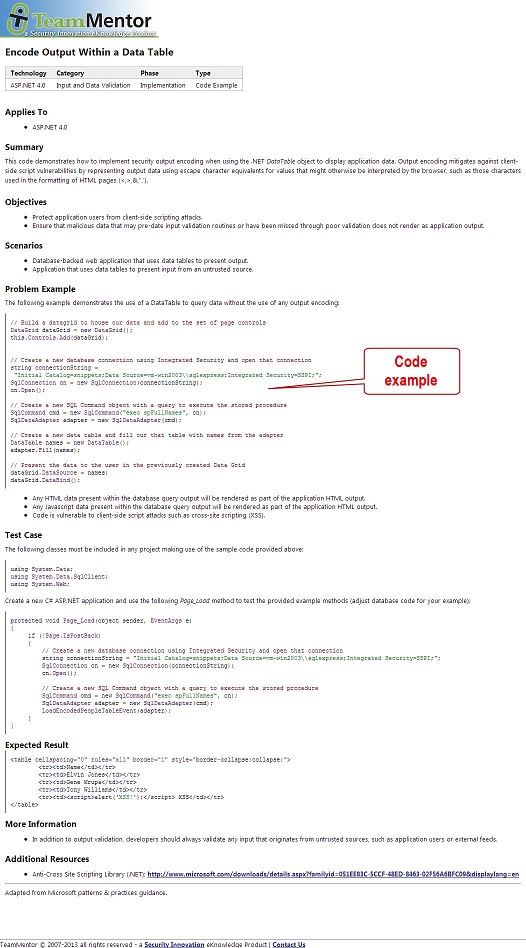 TeamMentor
a Security Innovation eKnowledge Product
Encode Output Within a Data Table
Technology Category Phase Type
ASP.NET 4.0 Input and Data Validation Implementation Code Example
Applies To
ASP.NET 4.0
Summary
This code demonstrates how to implement security output encoding when using the .NET DataTable object to display application data. Output encoding mitigates against client-
side script vulnerabilities by representing output data using escape character equivalents for values that might otherwise be interpreted by the browser, such as those characters
used in the formatting of HTML pages (<,>,&,",').
Objectives
Protect application users from client-side scripting attacks.
Ensure that malicious data that may pre-date input validation routines or have been missed through poor validation does not render as application output.
Scenarios
Database-backed web application that uses data tables to present output.
Application that uses data tables to present input from an untrusted source.
Problem Example
The following example demonstrates the use of a DataTable to query data without the use of any output encoding:
// Build a datagrid to house our data and add to the set of page controls
DataGrid dataGrid = new DataGrid();
this.Controls.Add(dataGrid);
// Create a new database connection using Integrated Security and open that connection
string connectionString =
"Initial Catalog=snippets;Data Source=vm-win2003\\sqlexpress;Integrated Security=SSPI;";
SqlConnection cn = new SqlConnection(connectionString);
cn.Open();
Code
example
// Create a new SQL Command object with a query to execute the stored procedure
SqlCommand cmd = new SqlCommand("exec spFullNames", cn);
SqlDataAdapter adapter = new SqlDataAdapter(cmd);
// Create a new data table and fill our that table with names from the adapter
DataTable names = new DataTable();
adapter.Fill(names);
// Present the data to the user in the previously created Data Grid
dataGrid.DataSource = names;
dataGrid.DataBind();
Any HTML data present within the database query output will be rendered as part of the application HTML output.
Any Javascript data present within the database query output will be rendered as part of the application HTML output.
Code is vulnerable to client-side script attacks such as cross-site scripting (XSS).
Test Case
The following classes must be included in any project making use of the sample code provided above:
using System.Data;
using System.Data.SqlClient;
using System.Web;
Create a new C# ASP.NET application and use the following Page_Load method to test the provided example methods (adjust database code for your example):
protected void Page_Load(object sender, EventArgs e)
{
if (!Page.IsPostBack)
{
// Create a new database connection using Integrated Security and open that connection
string connectionString = "Initial Catalog=snippets;Data Source=vm-win2003\\sqlexpress;Integrated Security=SSPI;";
SqlConnection cn = new SqlConnection(connectionString);
cn.Open();
// Create a new SQL Command object with a query to execute the stored procedure
SqlCommand cmd = new SqlCommand("exec spFullNames", cn);
SqlDataAdapter adapter = new SqlDataAdapter(cmd);
LoadEncodedPeopleTableEvent(adapter);
}
}
Expected Result
<table cellspacing="0" rules="all" border="1" style="border-collapse:collapse;">
<tr><td>Name</td></tr>
<tr><td>Elvin Jones</td></tr>
<tr><td>Gene Krupa</td></tr>
<tr><td>Tony Williams</td></tr>
<tr><td><script>alert('XSS!');</script> XSS</td></tr>
</table>
More Information
In addition to output validation, developers should always validate any input that originates from untrusted sources, such as application users or external feeds.
Additional Resources
Anti-Cross Site Scripting Library (.NET): http://www.microsoft.com/downloads/details.aspx?familyid=051EE83C-5CCF-48ED-8463-02F56A6BFC09&displaylang=en
Adapted from Microsoft patterns & practices guidance.
TeamMentor © 2007-2013 all rights reserved - a Security Innovation eKnowledge Product | Contact Us